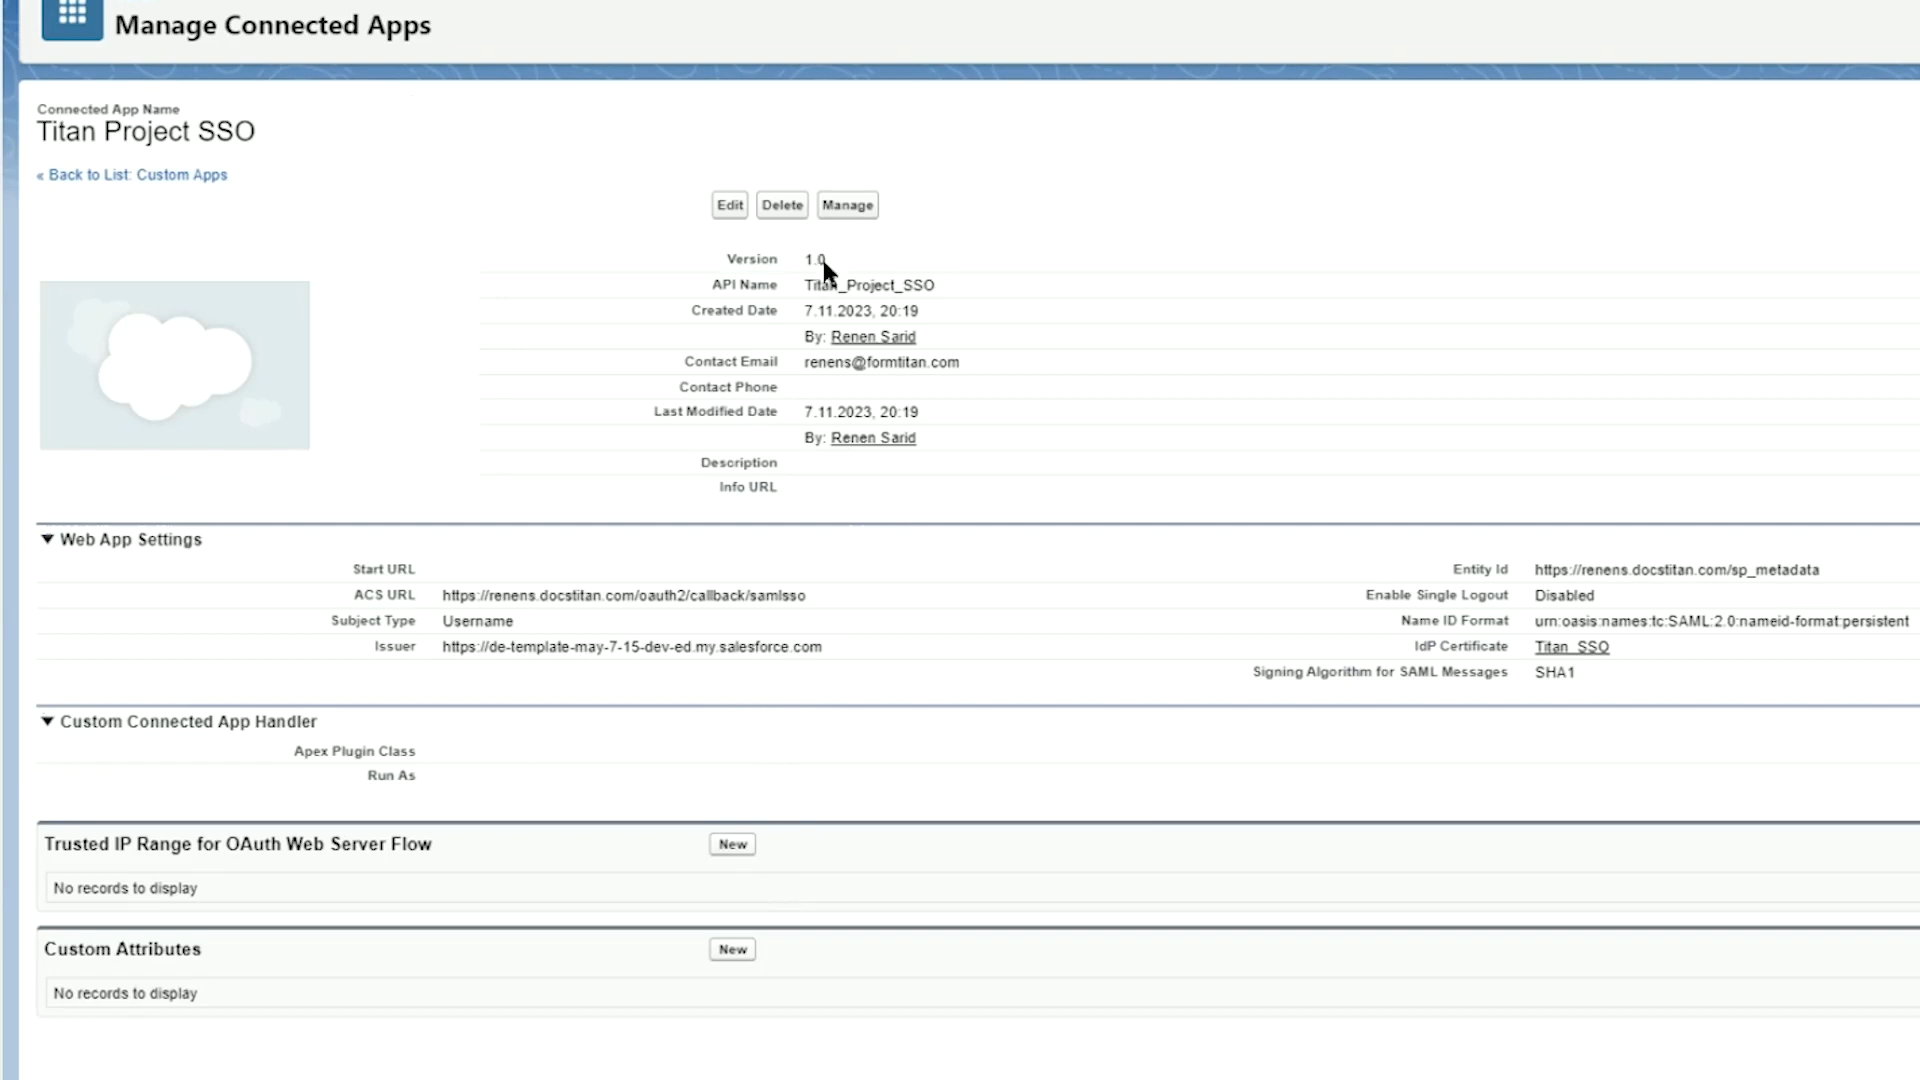 Manage Connected Apps
Connected App Name
Titan Project SSO
« Back to List: Custom Apps
Edit Delete Manage
Version 1.0
API Name Titan_Project_SSO
Created Date 7.11.2023, 20:19
By: Renen Sarid
Contact Email renens@formtitan.com
Contact Phone
Last Modified Date 7.11.2023, 20:19
By: Renen Sarid
Description
Info URL
Web App Settings
Start URL Entity Id https://renens.docstitan.com/sp_metadata
ACS URL https://renens.docstitan.com/oauth2/callback/samlsso Enable Single Logout Disabled
Subject Type Username Name ID Format urn:oasis:names:tc:SAML:2.0:nameid-format:persistent
Issuer https://de-template-may-7-15-dev-ed.my.salesforce.com IdP Certificate Titan_SSO
Signing Algorithm for SAML Messages SHA1
Custom Connected App Handler
Apex Plugin Class
Run As
Trusted IP Range for OAuth Web Server Flow New
No records to display
Custom Attributes New
No records to display